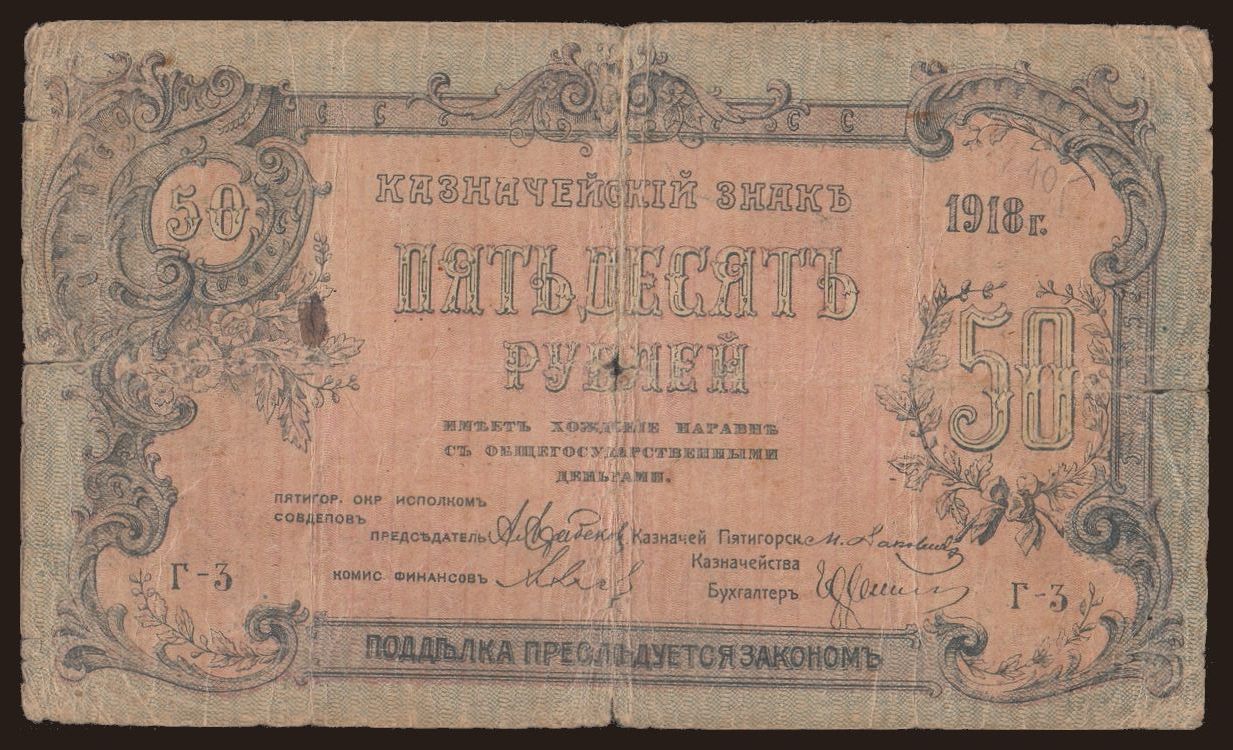 С С С С
50
КАЗНАЧЕЙСКІЙ ЗНАКЪ
1918 г.
ПЯТЬДЕСЯТЪ
РУБЛЕЙ
50
ИМѢЕТЪ ХОЖДЕНІЕ НАРАВНѢ
СЪ ОБЩЕГОСУДАРСТВЕННЫМИ
ДЕНЬГАМИ.
ПЯТИГОР. ОКР ИСПОЛКОМЪ
СОВДЕПОВЪ
ПРЕДСѢДАТЕЛЬ Казначей Пятигорск.
Казначейства
КОМИС. ФИНАНСОВЪ Бухгалтеръ
Г-3 Г-3
ПОДДѢЛКА ПРЕСЛѢДУЕТСЯ ЗАКОНОМЪ